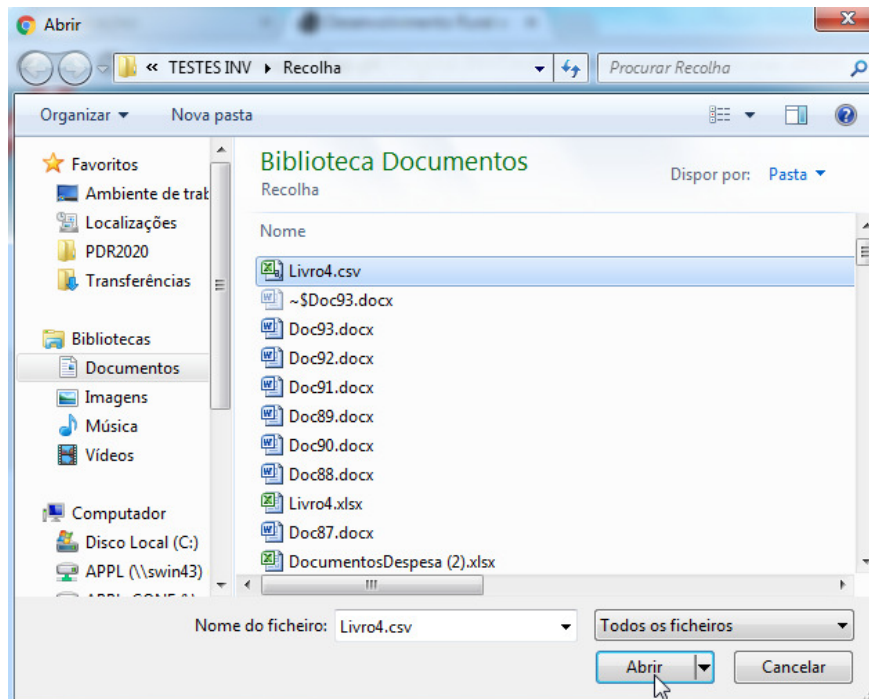 Abrir
« TESTES INV Recolha
Procurar Recolha
Organizar Nova pasta
Favoritos
Ambiente de trab
Localizações
PDR2020
Transferências
Bibliotecas
Documentos
Imagens
Música
Vídeos
Computador
Disco Local (C:)
APPL (\\swin43)
Biblioteca Documentos
Recolha
Dispor por: Pasta
Nome
Livro4.csv
~$Doc93.docx
Doc93.docx
Doc92.docx
Doc91.docx
Doc89.docx
Doc90.docx
Doc88.docx
Livro4.xlsx
Doc87.docx
DocumentosDespesa (2).xlsx
Nome do ficheiro: Livro4.csv
Todos os ficheiros
Abrir
Cancelar